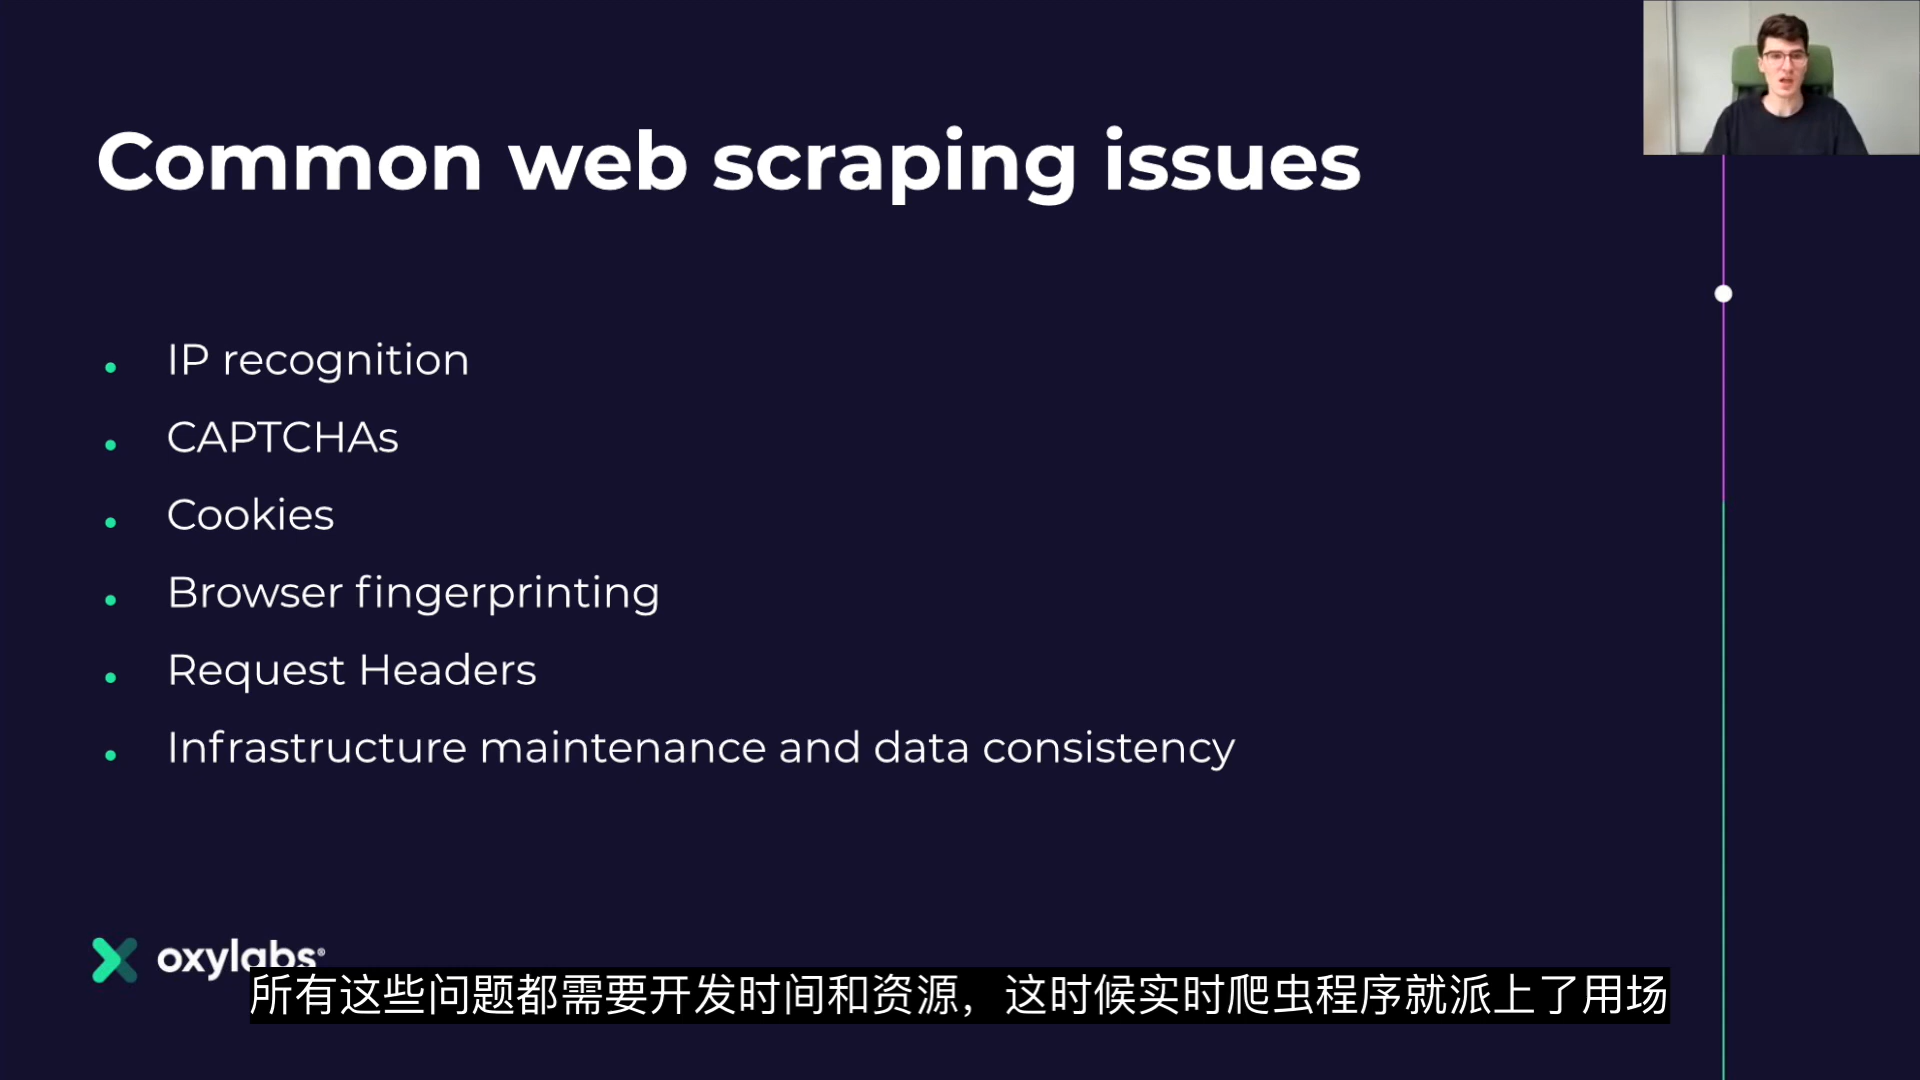 Common web scraping issues
IP recognition
CAPTCHAs
Cookies
Browser fingerprinting
Request Headers
Infrastructure maintenance and data consistency
oxylabs®
所有这些问题都需要开发时间和资源，这时候实时爬虫程序就派上了用场